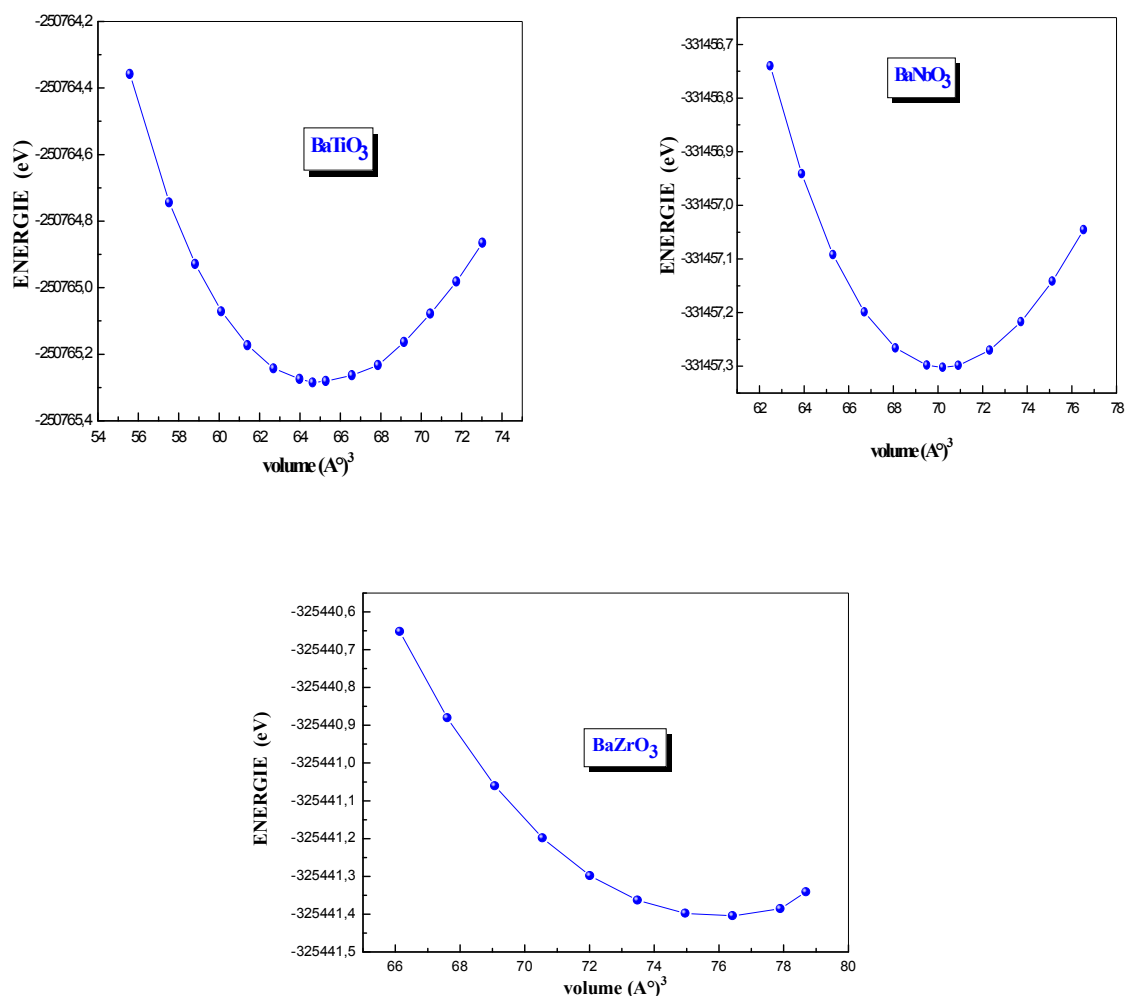 -250764,2
-250764,4
-250764,6
-250764,8
-250765,0
-250765,2
-250765,4
ENERGIE (eV)
BaTiO3
54 56 58 60 62 64 66 68 70 72 74
volume (A°)3
-331456,7
-331456,8
-331456,9
-331457,0
-331457,1
-331457,2
-331457,3
ENERGIE (eV)
BaNbO3
62 64 66 68 70 72 74 76 78
volume (A°)3
-325440,6
-325440,7
-325440,8
-325440,9
-325441,0
-325441,1
-325441,2
-325441,3
-325441,4
-325441,5
ENERGIE (eV)
BaZrO3
66 68 70 72 74 76 78 80
volume (A°)3